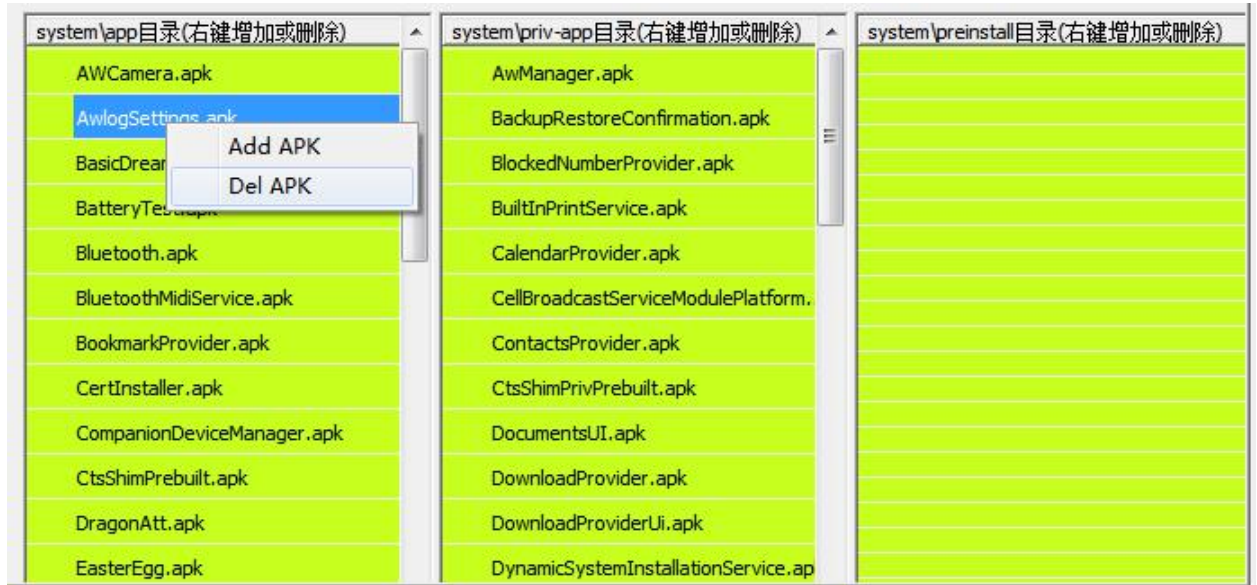 system\app目录(右键增加或删除)
AWCamera.apk
AwlogSettings.apk
Add APK
Del APK
Bluetooth.apk
BluetoothMidiService.apk
BookmarkProvider.apk
CertInstaller.apk
CompanionDeviceManager.apk
CtsShimPrebuilt.apk
DragonAtt.apk
EasterEgg.apk
system\priv-app目录(右键增加或删除)
AwManager.apk
BackupRestoreConfirmation.apk
BlockedNumberProvider.apk
BuiltInPrintService.apk
CalendarProvider.apk
CellBroadcastServiceModulePlatform.
ContactsProvider.apk
CtsShimPrivPrebuilt.apk
DocumentsUI.apk
DownloadProvider.apk
DownloadProviderUi.apk
DynamicSystemInstallationService.ap
system\preinstall目录(右键增加或删除)